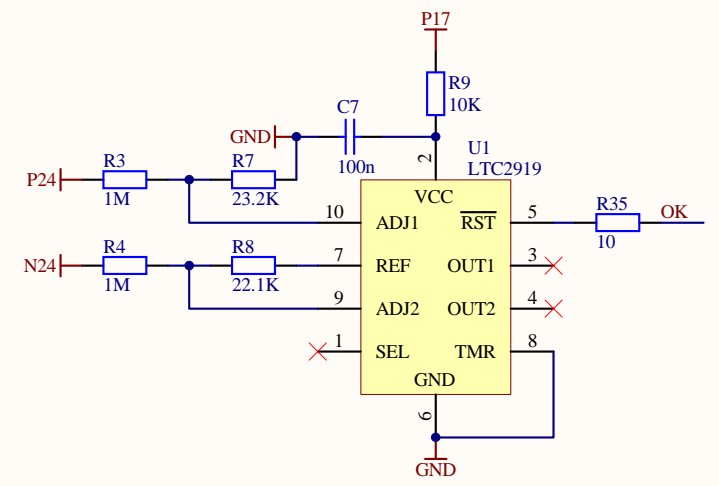 P17
R9
10K
C7
100n
GND
2
U1
LTC2919
R3
1M
R7
23.2K
P24
VCC
R35
10
OK
10
ADJ1
RST
5
R4
1M
R8
22.1K
N24
7
REF
OUT1
3
9
ADJ2
OUT2
4
1
SEL
TMR
8
GND
6
GND